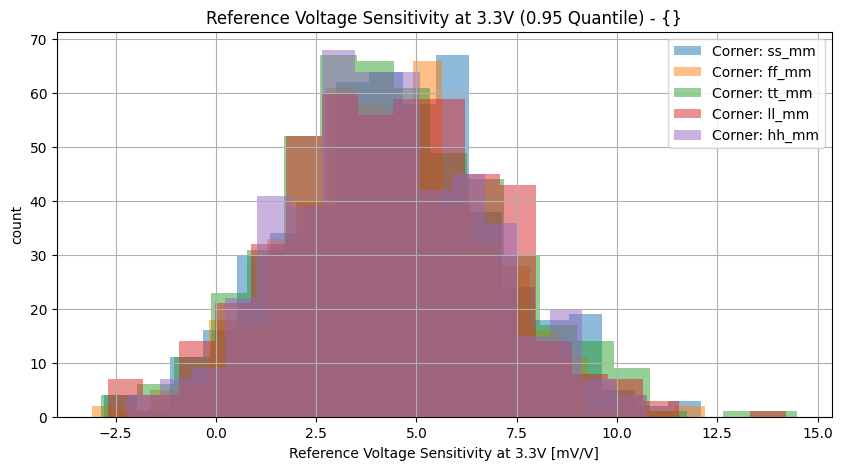 Reference Voltage Sensitivity at 3.3V (0.95 Quantile) - {}
70
60
50
40
30
20
10
0
count
Corner: ss_mm
Corner: ff_mm
Corner: tt_mm
Corner: ll_mm
Corner: hh_mm
−2.5 0.0 2.5 5.0 7.5 10.0 12.5 15.0
Reference Voltage Sensitivity at 3.3V [mV/V]